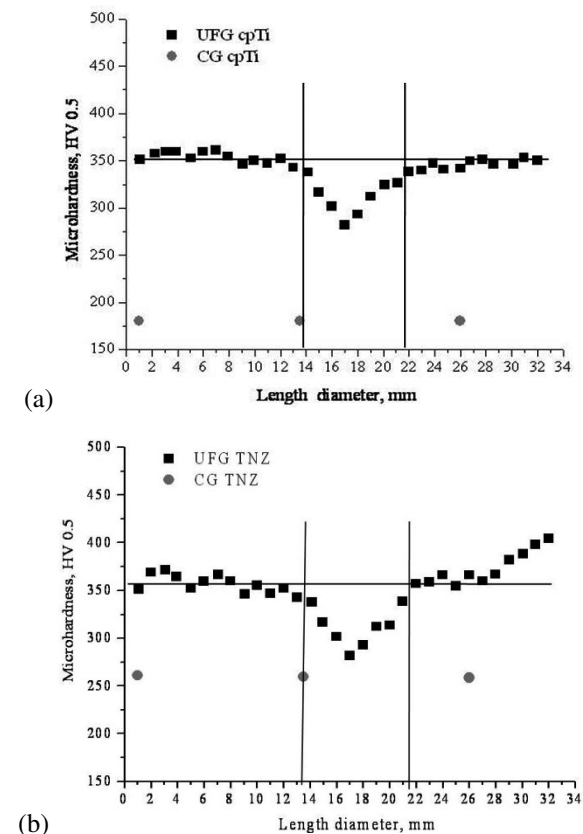 500
UFG cpTi
CG cpTi
450
400
350
300
250
200
150
0 2 4 6 8 10 12 14 16 18 20 22 24 26 28 30 32 34
Microhardness, HV 0.5
Length diameter, mm
(a)
500
UFG TNZ
CG TNZ
450
400
350
300
250
200
150
0 2 4 6 8 10 12 14 16 18 20 22 24 26 28 30 32 34
Microhardness, HV 0.5
Length diameter, mm
(b)